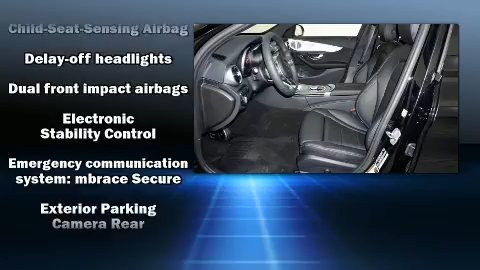 Child-Seat-Sensing Airbag
Delay-off headlights
Dual front impact airbags
Electronic
Stability Control
Emergency communication
system: mbrace Secure
Exterior Parking
Camera Rear